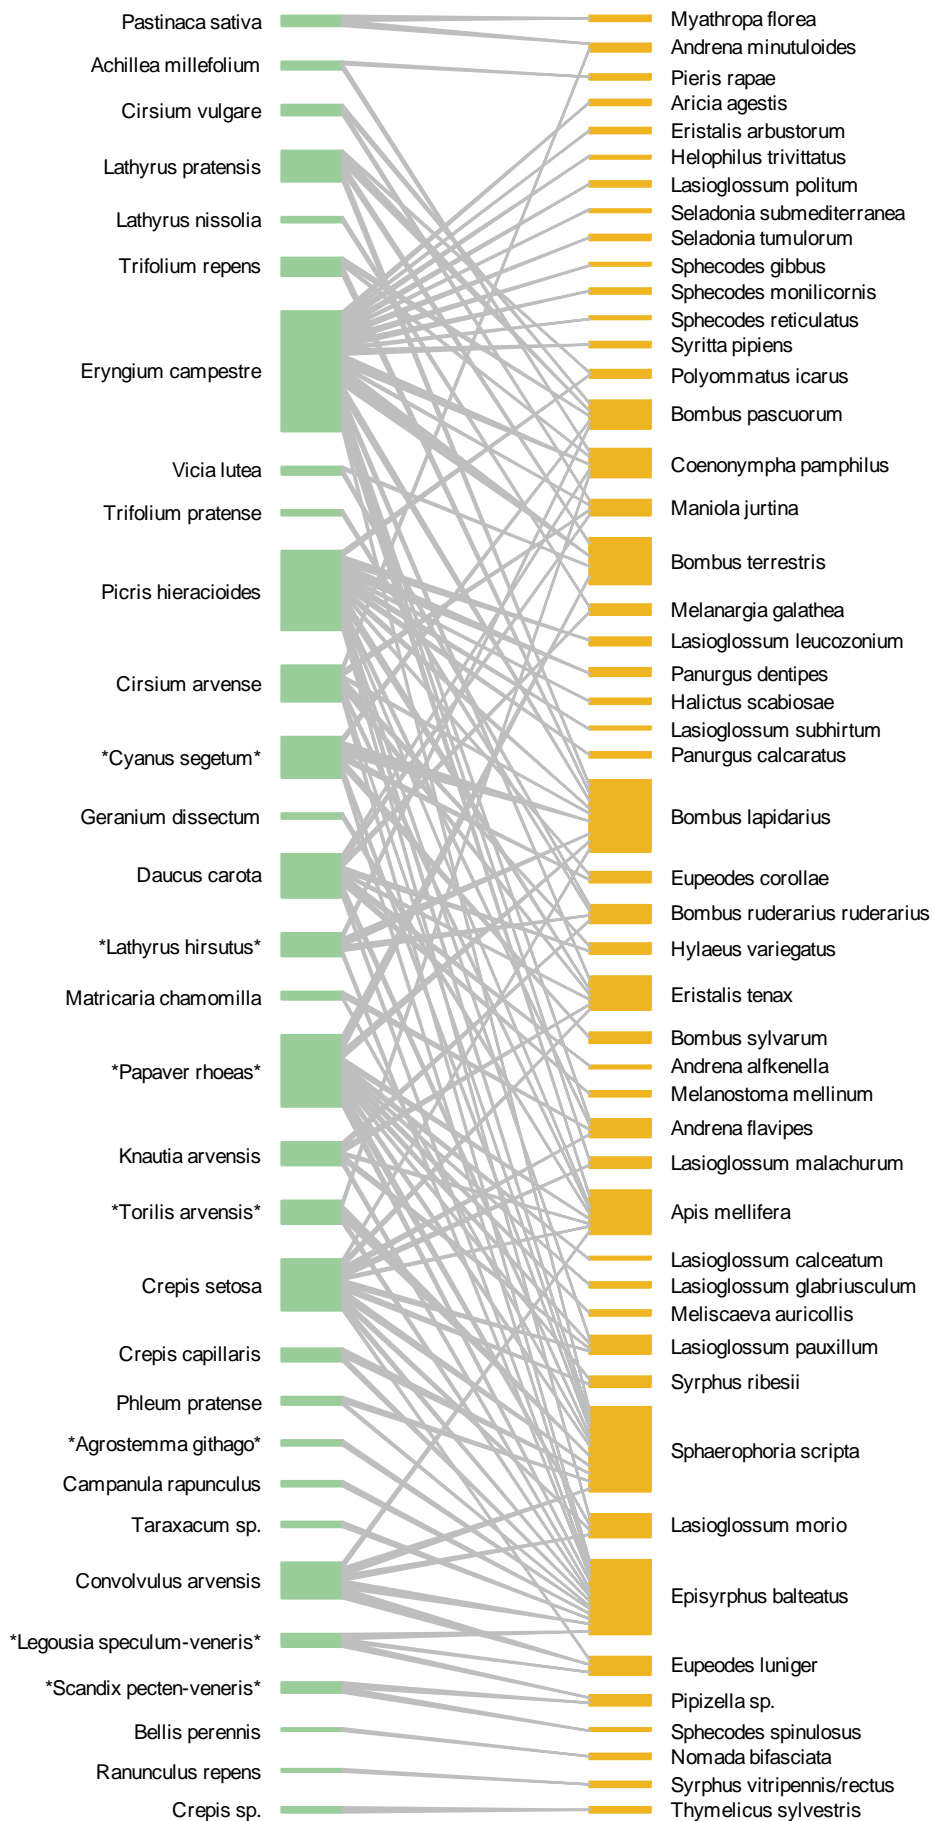 Pastinaca sativa
Achillea millefolium
Cirsium vulgare
Lathyrus pratensis
Lathyrus nissolia
Trifolium repens
Eryngium campestre
Vicia lutea
Trifolium pratense
Picris hieracioides
Cirsium arvense
*Cyanus segetum*
Geranium dissectum
Daucus carota
*Lathyrus hirsutus*
Matricaria chamomilla
*Papaver rhoeas*
Knautia arvensis
*Torilis arvensis*
Crepis setosa
Crepis capillaris
Phleum pratense
*Agrostemma githago*
Campanula rapunculus
Taraxacum sp.
Convolvulus arvensis
*Legousia speculum-veneris*
*Scandix pecten-veneris*
Bellis perennis
Ranunculus repens
Crepis sp.
Myathropa florea
Andrena minutuloides
Pieris rapae
Aricia agestis
Eristalis arbustorum
Helophilus trivittatus
Lasioglossum politum
Seladonia submediterranea
Seladonia tumulorum
Sphecodes gibbus
Sphecodes monilicornis
Sphecodes reticulatus
Syritta pipiens
Polyommatus icarus
Bombus pascuorum
Coenonympha pamphilus
Maniola jurtina
Bombus terrestris
Melanargia galathea
Lasioglossum leucozonium
Panurgus dentipes
Halictus scabiosae
Lasioglossum subhirtum
Panurgus calcaratus
Bombus lapidarius
Eupeodes corollae
Bombus ruderarius ruderarius
Hylaeus variegatus
Eristalis tenax
Bombus sylvarum
Andrena alfkenella
Melanostoma mellinum
Andrena flavipes
Lasioglossum malachurum
Apis mellifera
Lasioglossum calceatum
Lasioglossum glabriusculum
Meliscaeva auricollis
Lasioglossum pauxillum
Syrphus ribesii
Sphaerophoria scripta
Lasioglossum morio
Episyrphus balteatus
Eupeodes luniger
Pipizella sp.
Sphecodes spinulosus
Nomada bifasciata
Syrphus vitripennis/rectus
Thymelicus sylvestris